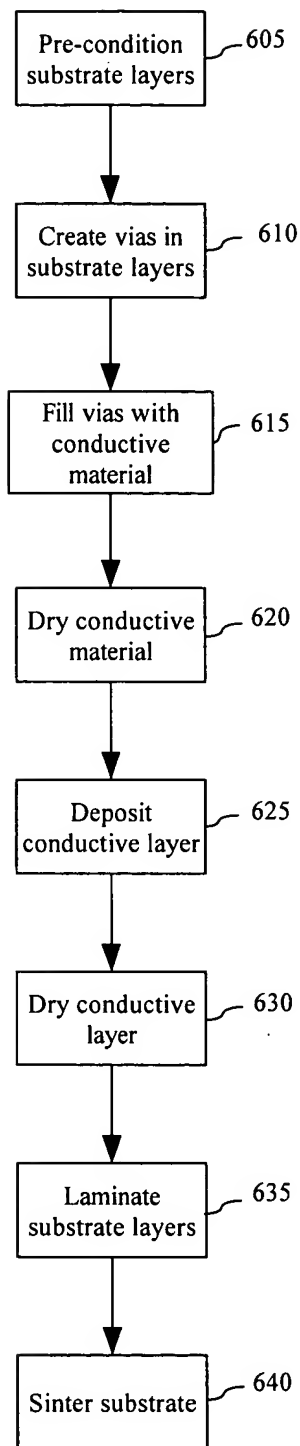 Pre-condition
substrate layers
605
Create vias in
substrate layers
610
Fill vias with
conductive
material
615
Dry conductive
material
620
Deposit
conductive layer
625
Dry conductive
layer
630
Laminate
substrate layers
635
Sinter substrate
640